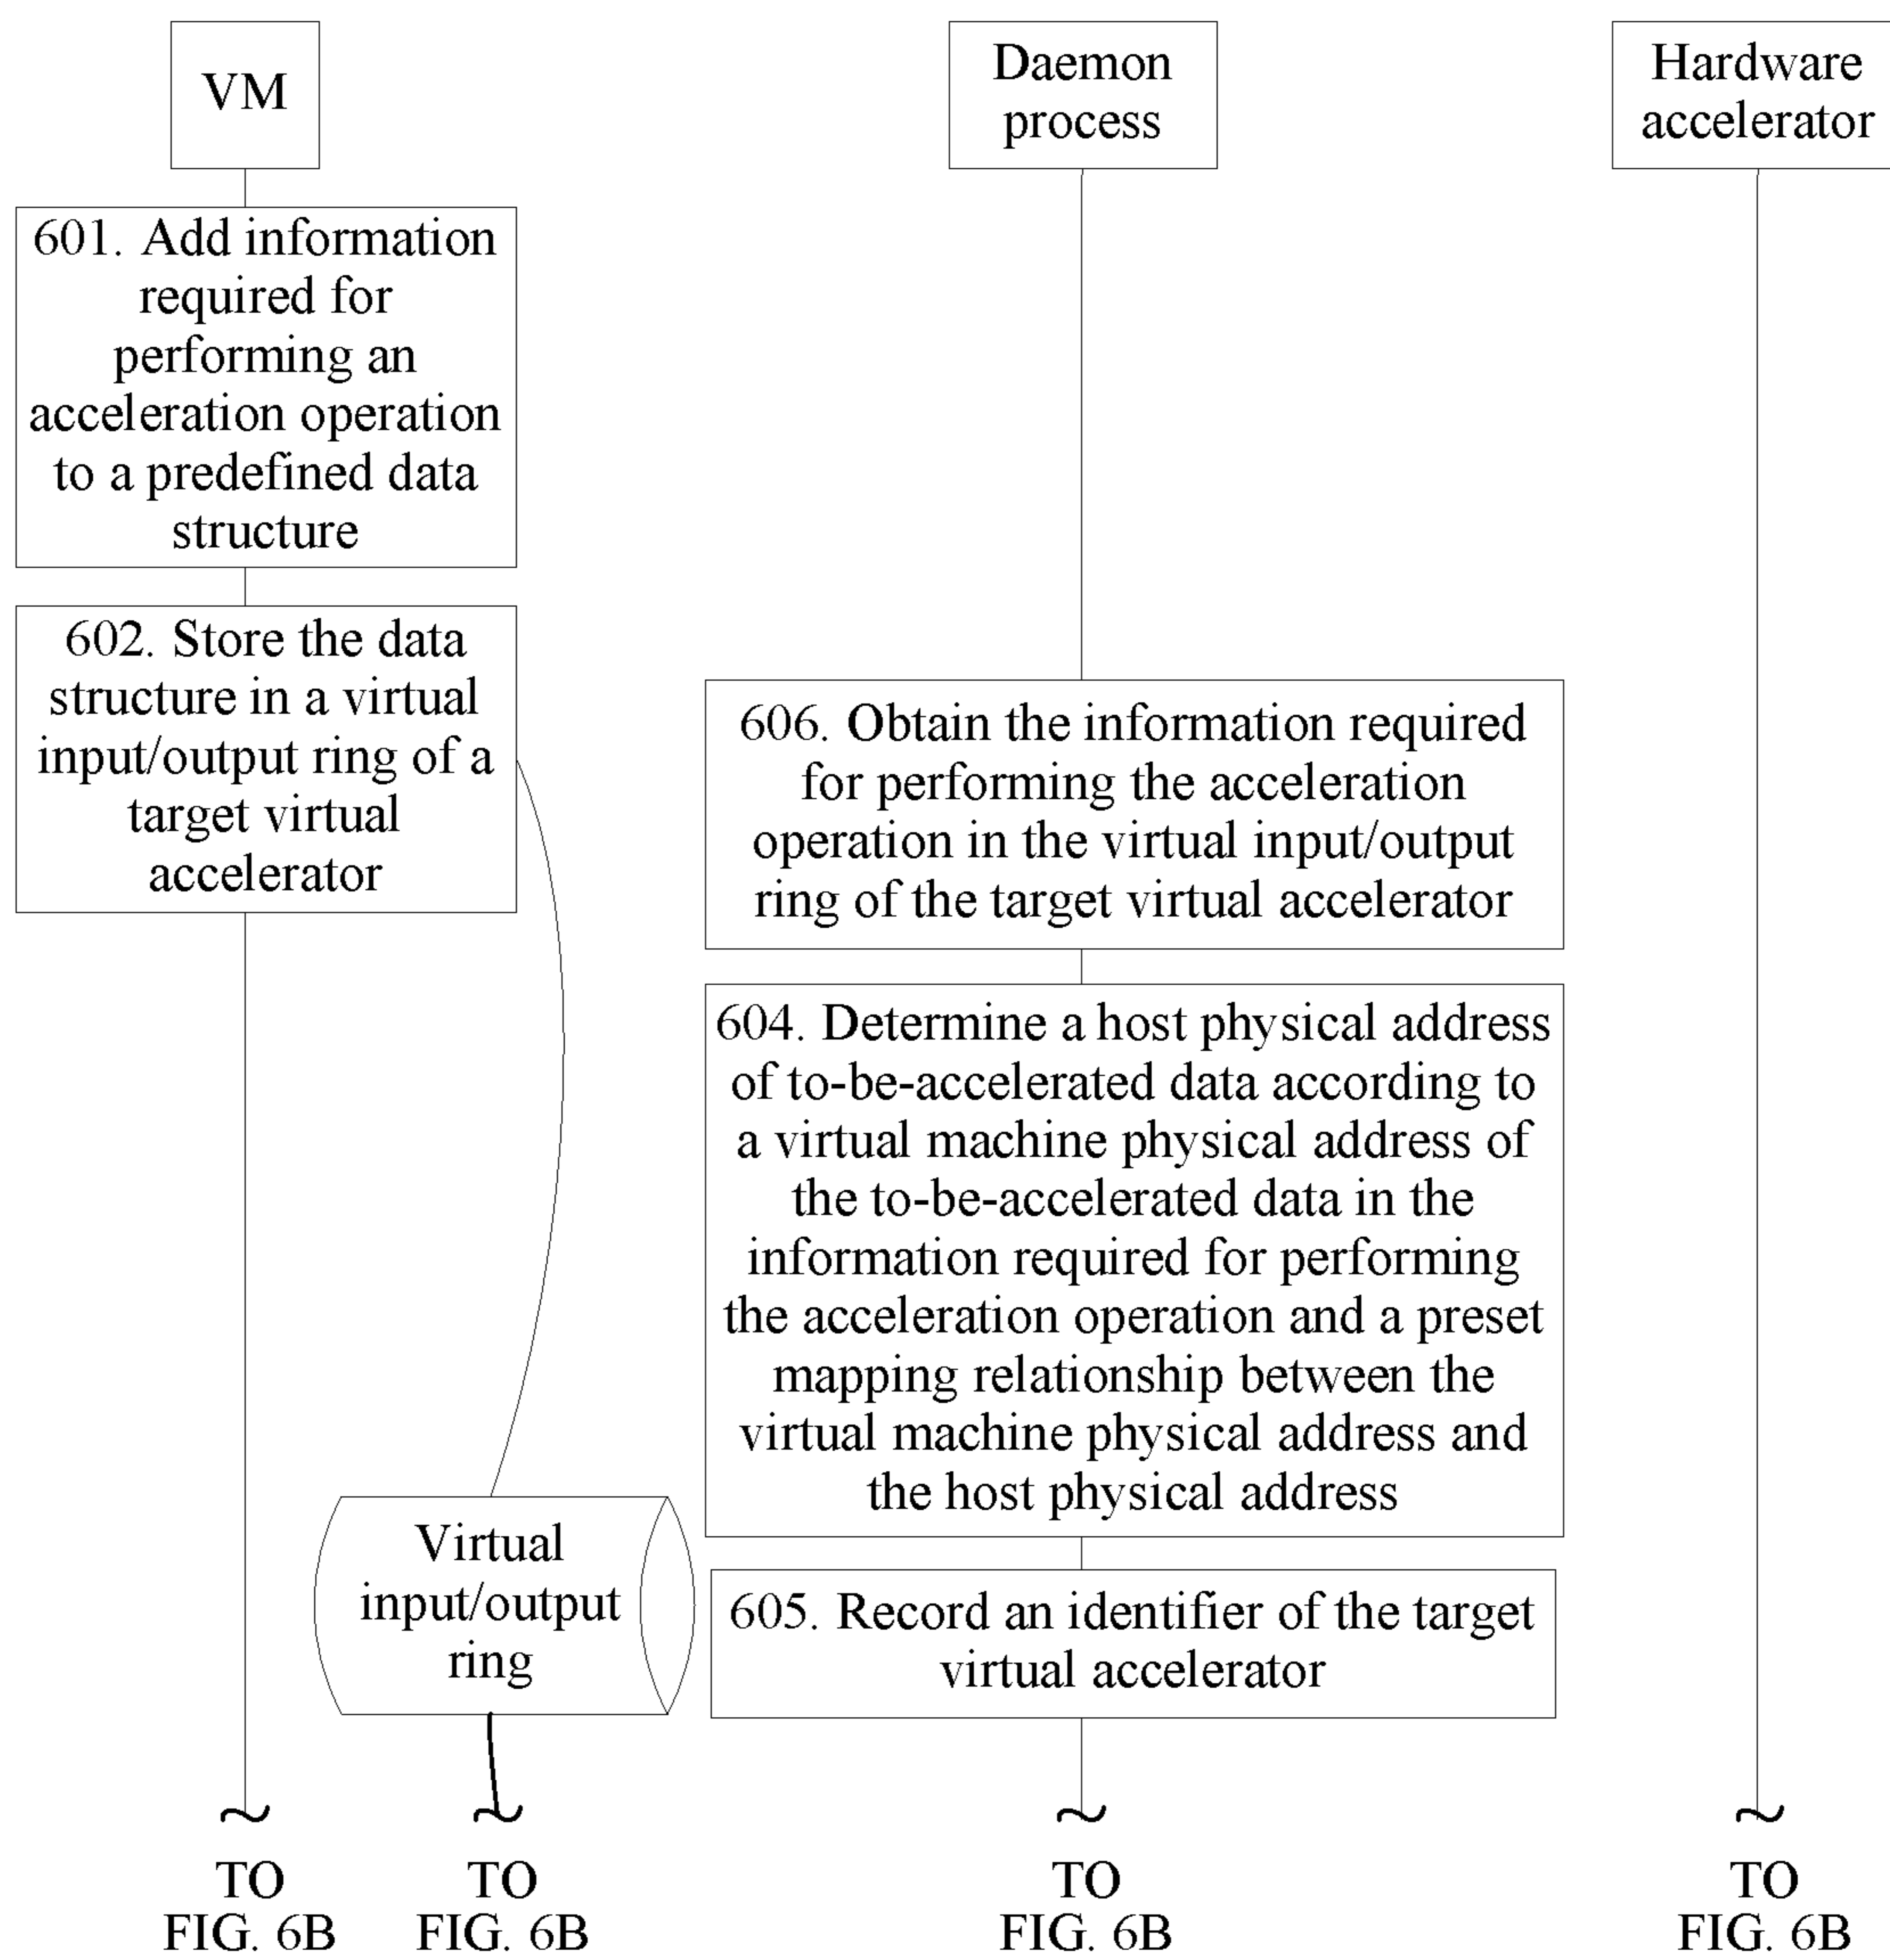 VM
Daemon
process
Hardware
accelerator
601. Add information
required for
performing an
acceleration operation
to a predefined data
structure
602. Store the data
structure in a virtual
input/output ring of a
target virtual
accelerator
606. Obtain the information required
for performing the acceleration
operation in the virtual input/output
ring of the target virtual accelerator
604. Determine a host physical address
of to-be-accelerated data according to
a virtual machine physical address of
the to-be-accelerated data in the
information required for performing
the acceleration operation and a preset
mapping relationship between the
virtual machine physical address and
the host physical address
Virtual
input/output
ring
605. Record an identifier of the target
virtual accelerator
TO
FIG. 6B
TO
FIG. 6B
TO
FIG. 6B
TO
FIG. 6B